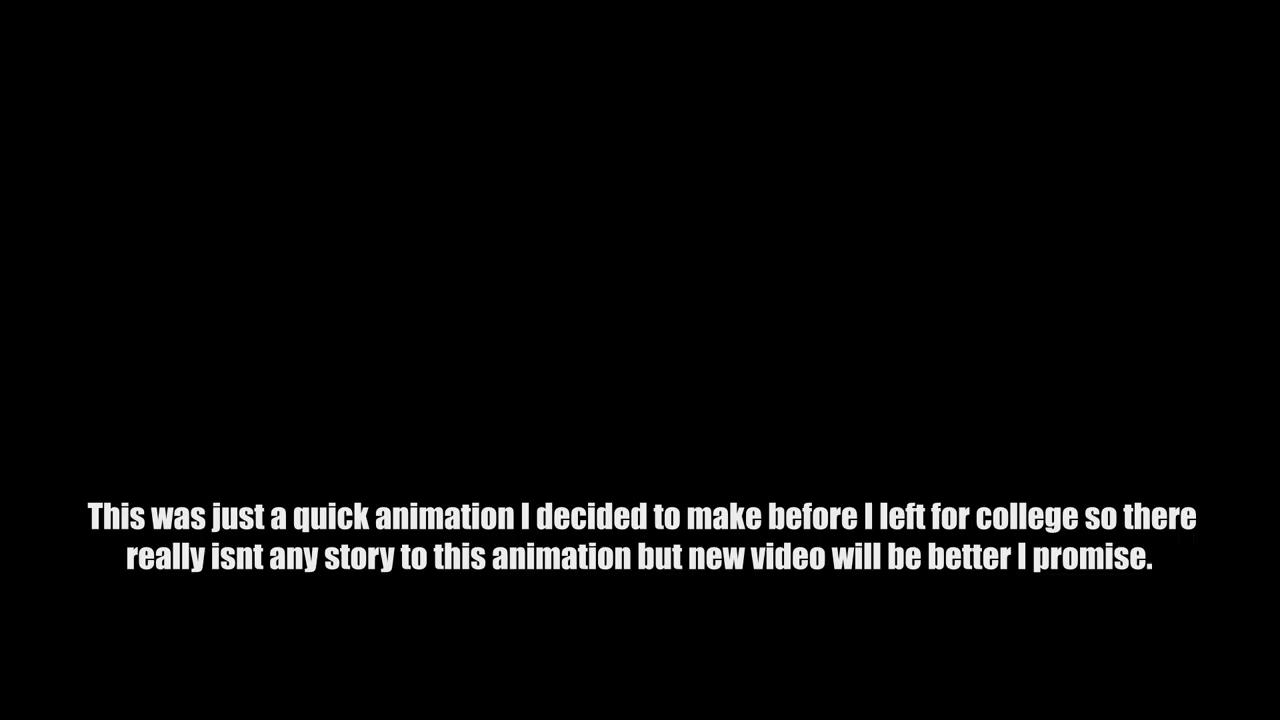 This was just a quick animation I decided to make before I left for college so there
really isnt any story to this animation but new video will be better I promise.